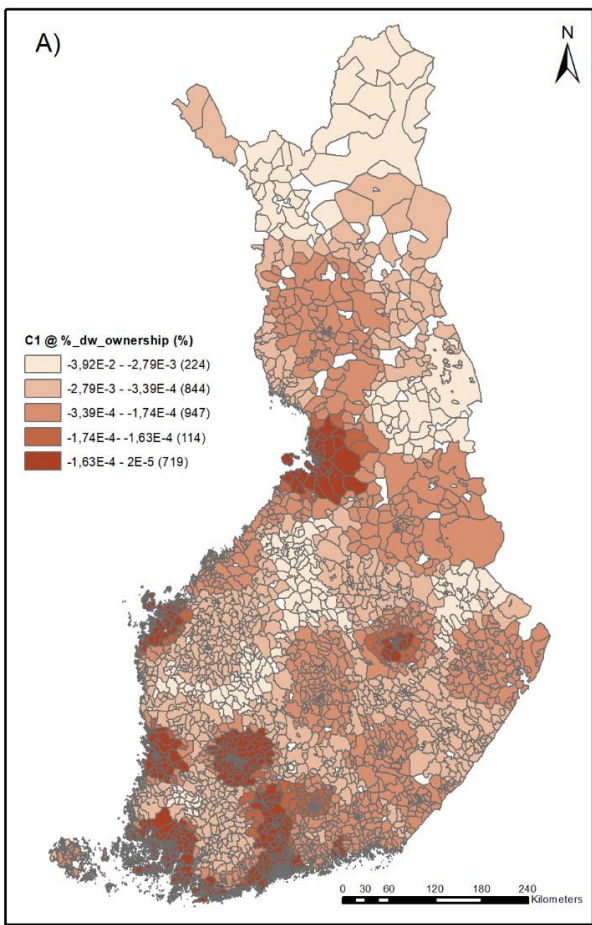 A)
N
C1 @ %_dw_ownership (%)
-3,92E-2 - -2,79E-3 (224)
-2,79E-3 - -3,39E-4 (844)
-3,39E-4 - -1,74E-4 (947)
-1,74E-4- -1,63E-4 (114)
-1,63E-4 - 2E-5 (719)
0 30 60 120 180 240
Kilometers